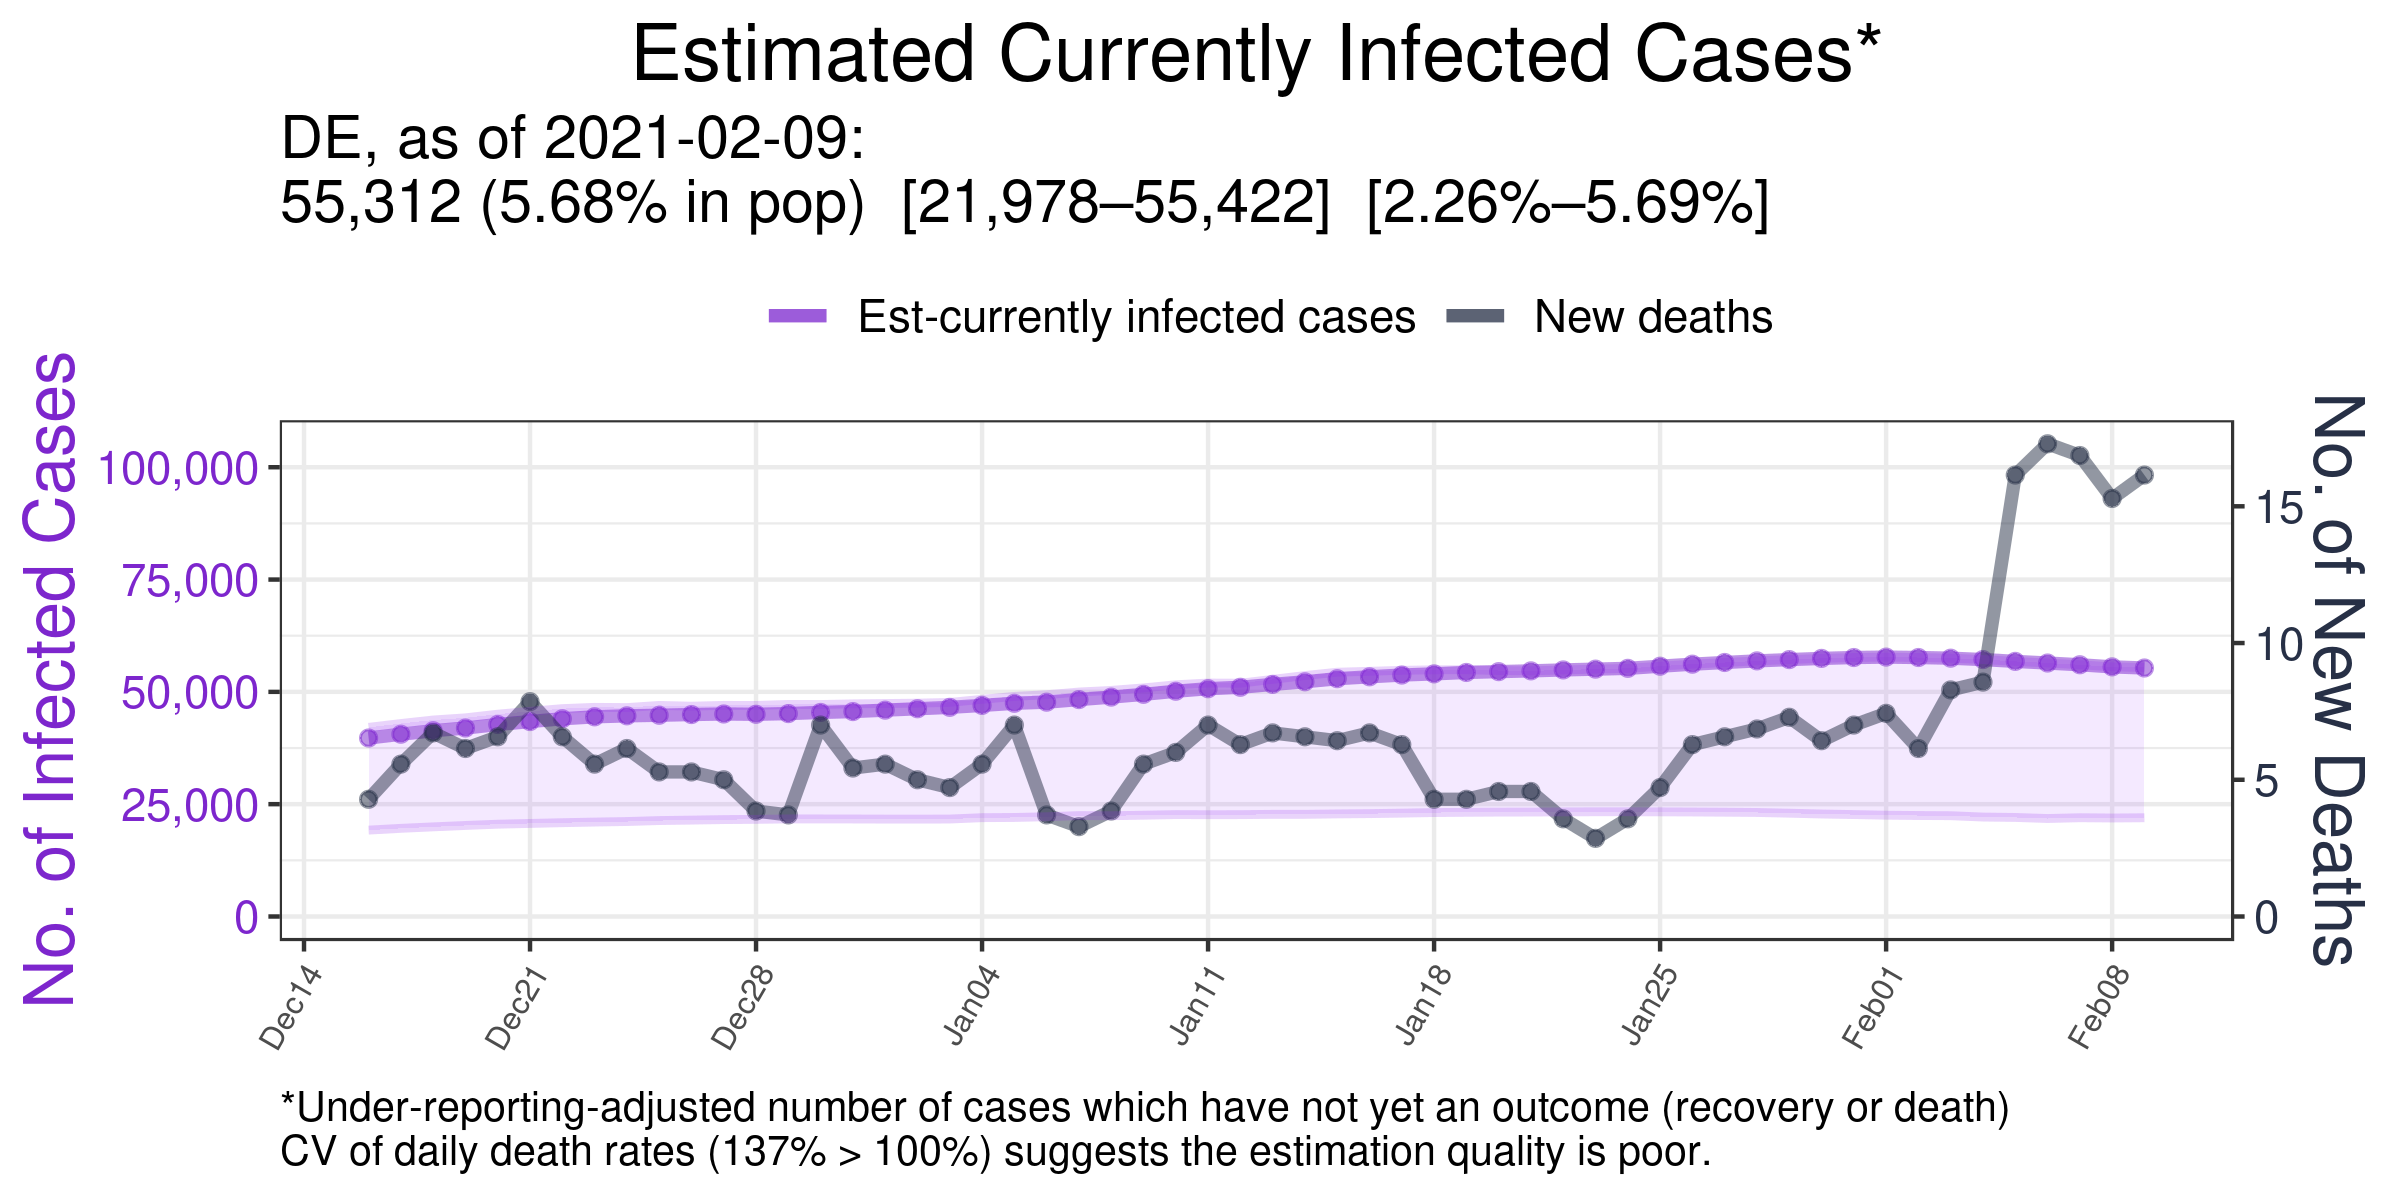 Estimated Currently Infected Cases*
DE, as of 2021-02-09:
55,312 (5.68% in pop)  [21,978–55,422]  [2.26%–5.69%]
Est-currently infected cases
New deaths
No. of Infected Cases
100,000
75,000
50,000
25,000
0
15
10
5
0
No. of New Deaths
Dec14
Dec21
Dec28
Jan04
Jan11
Jan18
Jan25
Feb01
Feb08
*Under-reporting-adjusted number of cases which have not yet an outcome (recovery or death)
CV of daily death rates (137% > 100%) suggests the estimation quality is poor.